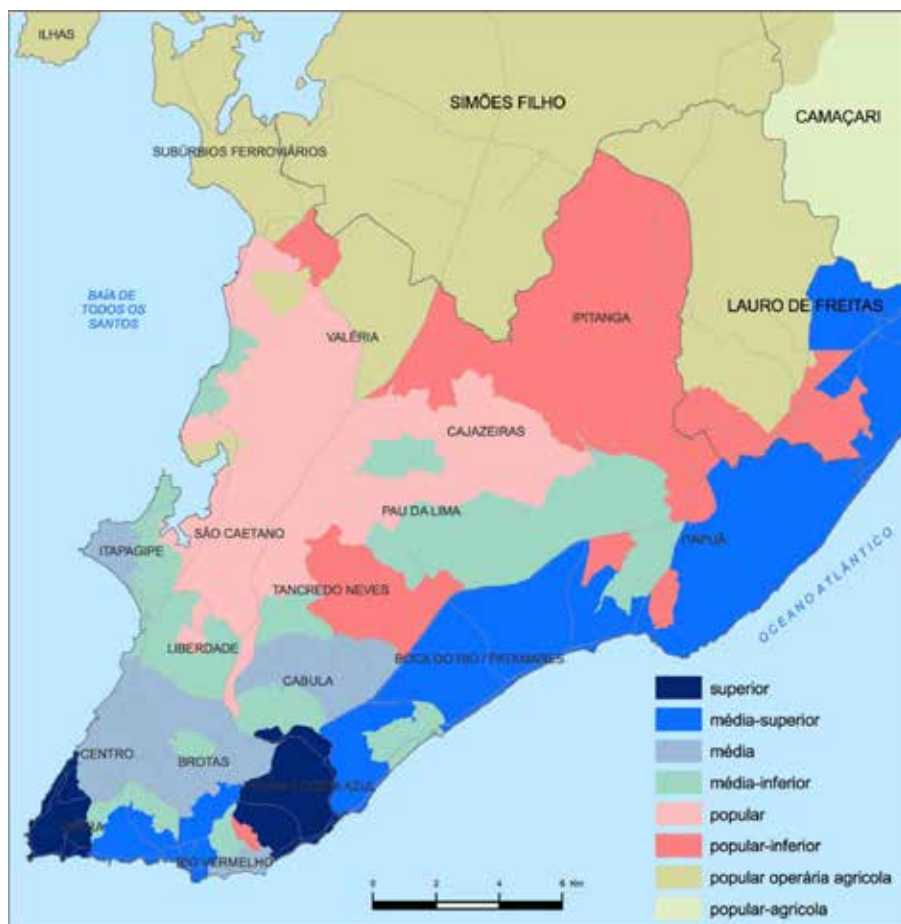 ILHAS
SIMÕES FILHO
CAMAÇARI
SUBÚRBIOS FERROVIÁRIOS
BAÍA DE
TODOS OS
SANTOS
LAURO DE FREITAS
IPITANGA
VALÉRIA
CAJAZEIRAS
PAU DA LIMA
SÃO CAETANO
ITAPUÃ
ITAPAGIPE
TANCREDO NEVES
OCEANO ATLÂNTICO
LIBERDADE
BOCA DO RIO / PATAMARES
CABULA
CENTRO
BROTAS
COSTA AZUL
RIO VERMELHO
superior
média-superior
média
média-inferior
popular
popular-inferior
popular operária agrícola
popular-agrícola
0 2 4 6 Km